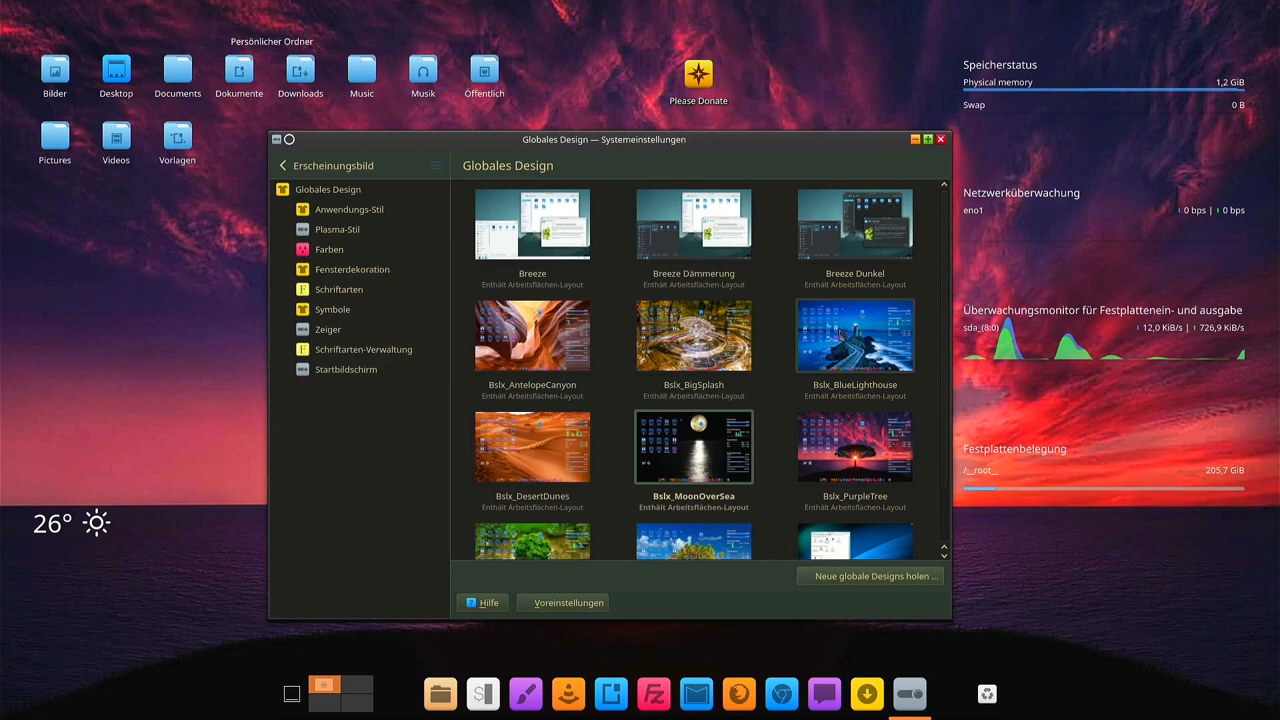 Persönlicher Ordner
Bilder
Desktop
Documents
Dokumente
Downloads
Music
Musik
Öffentlich
Please Donate
Pictures
Videos
Vorlagen
26°
Globales Design — Systemeinstellungen
Erscheinungsbild
Globales Design
Globales Design
Anwendungs-Stil
Plasma-Stil
Farben
Fensterdekoration
Schriftarten
Symbole
Zeiger
Schriftarten-Verwaltung
Startbildschirm
Breeze
Enthält Arbeitsflächen-Layout
Breeze Dämmerung
Enthält Arbeitsflächen-Layout
Breeze Dunkel
Enthält Arbeitsflächen-Layout
Bslx_AntelopeCanyon
Enthält Arbeitsflächen-Layout
Bslx_BigSplash
Enthält Arbeitsflächen-Layout
Bslx_BlueLighthouse
Enthält Arbeitsflächen-Layout
Bslx_DesertDunes
Enthält Arbeitsflächen-Layout
Bslx_MoonOverSea
Enthält Arbeitsflächen-Layout
Bslx_PurpleTree
Enthält Arbeitsflächen-Layout
Neue globale Designs holen ...
Hilfe
Voreinstellungen
Speicherstatus
Physical memory 1,2 GiB
Swap 0 B
Netzwerküberwachung
eno1 0 bps | 0 bps
Überwachungsmonitor für Festplattenein- und ausgabe
sda_(8:0) 12,0 KiB/s | 726,9 KiB/s
Festplattenbelegung
/__root__ 205,7 GiB